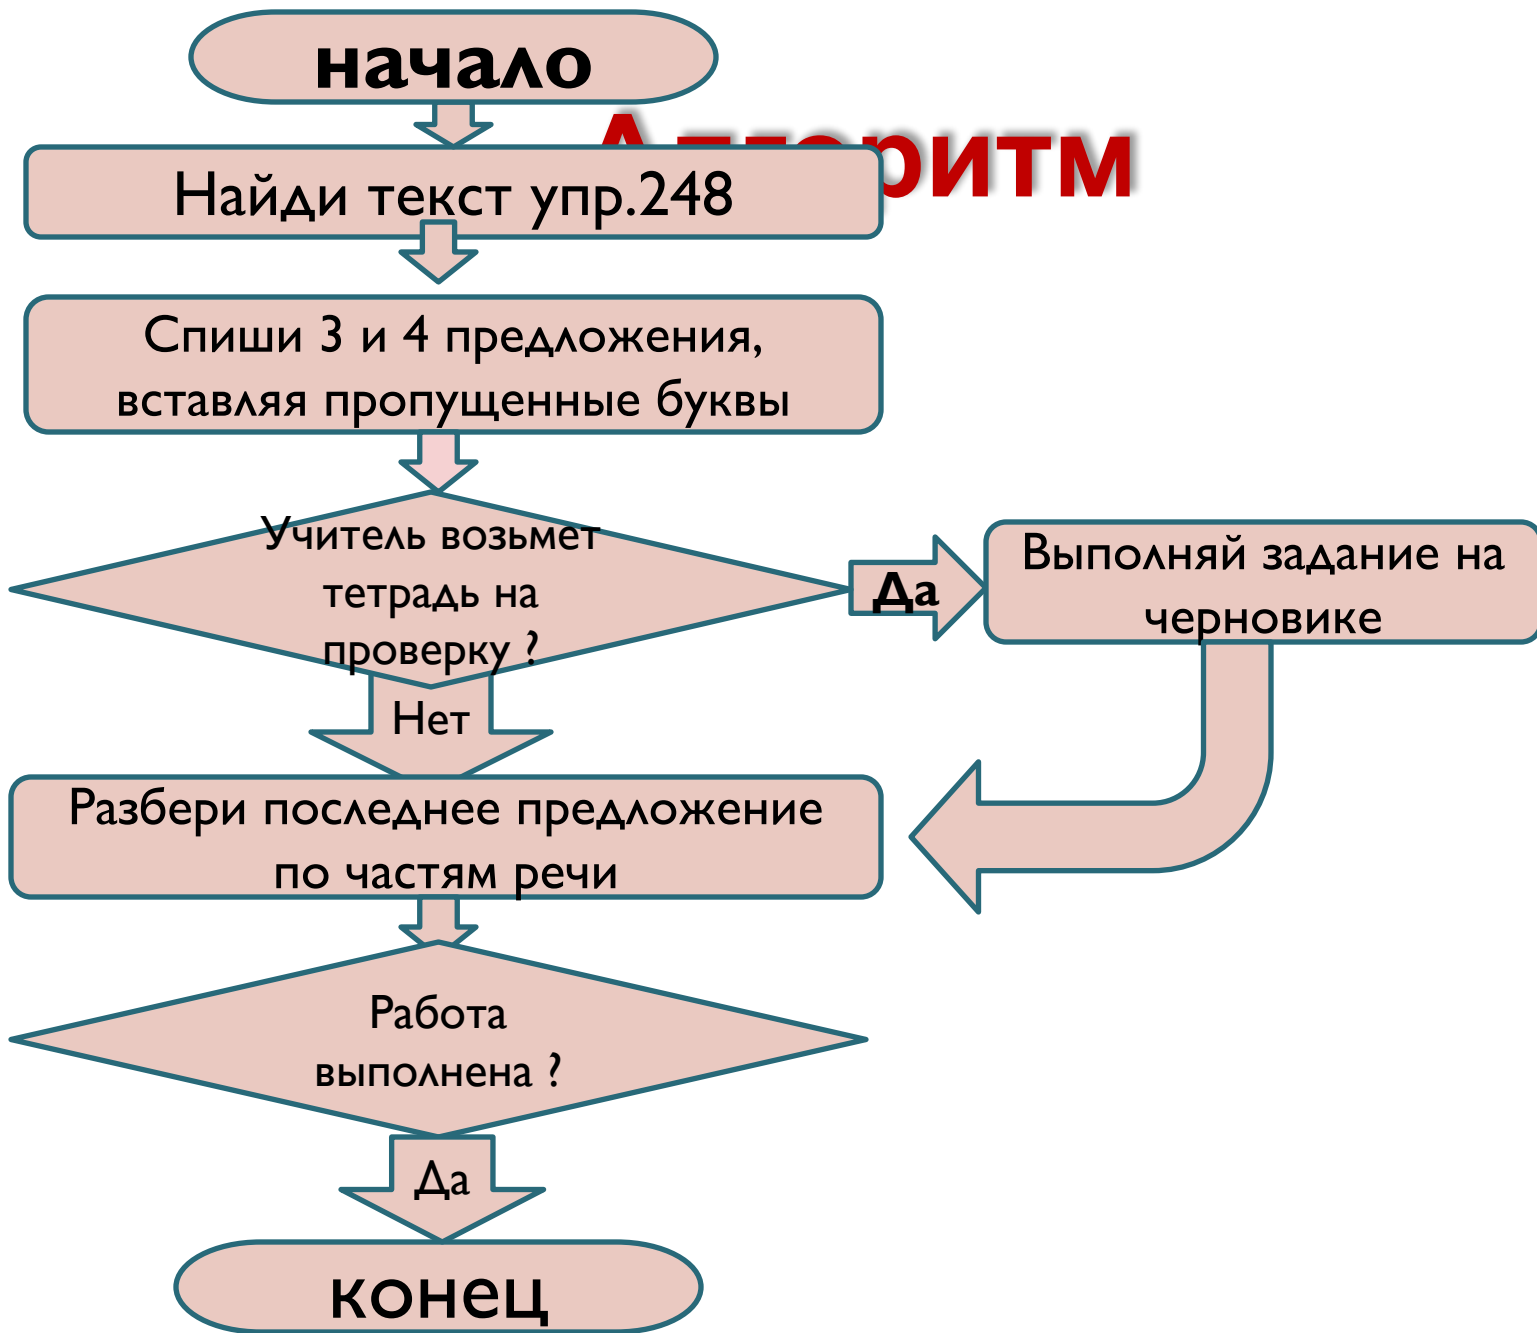 начало
Алгоритм
Найди текст упр.248
Спиши 3 и 4 предложения,
вставляя пропущенные буквы
Учитель возьмет
тетрадь на
проверку ?
Да
Выполняй задание на
черновике
Нет
Разбери последнее предложение
по частям речи
Работа
выполнена ?
Да
конец